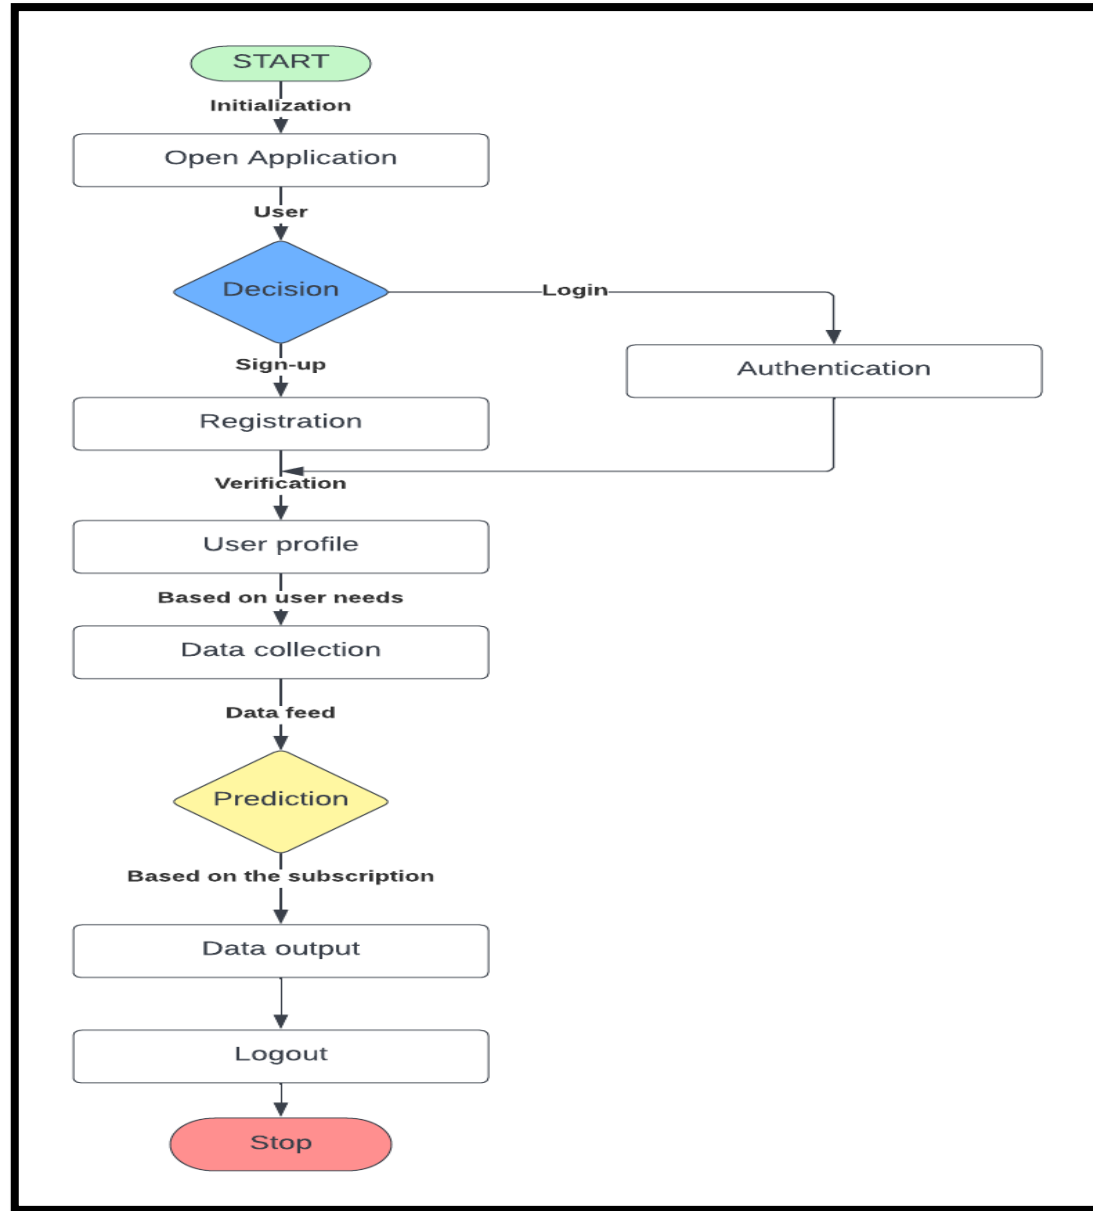 START
Initialization
Open Application
User
Decision
Login
Sign-up
Authentication
Registration
Verification
User profile
Based on user needs
Data collection
Data feed
Prediction
Based on the subscription
Data output
Logout
Stop